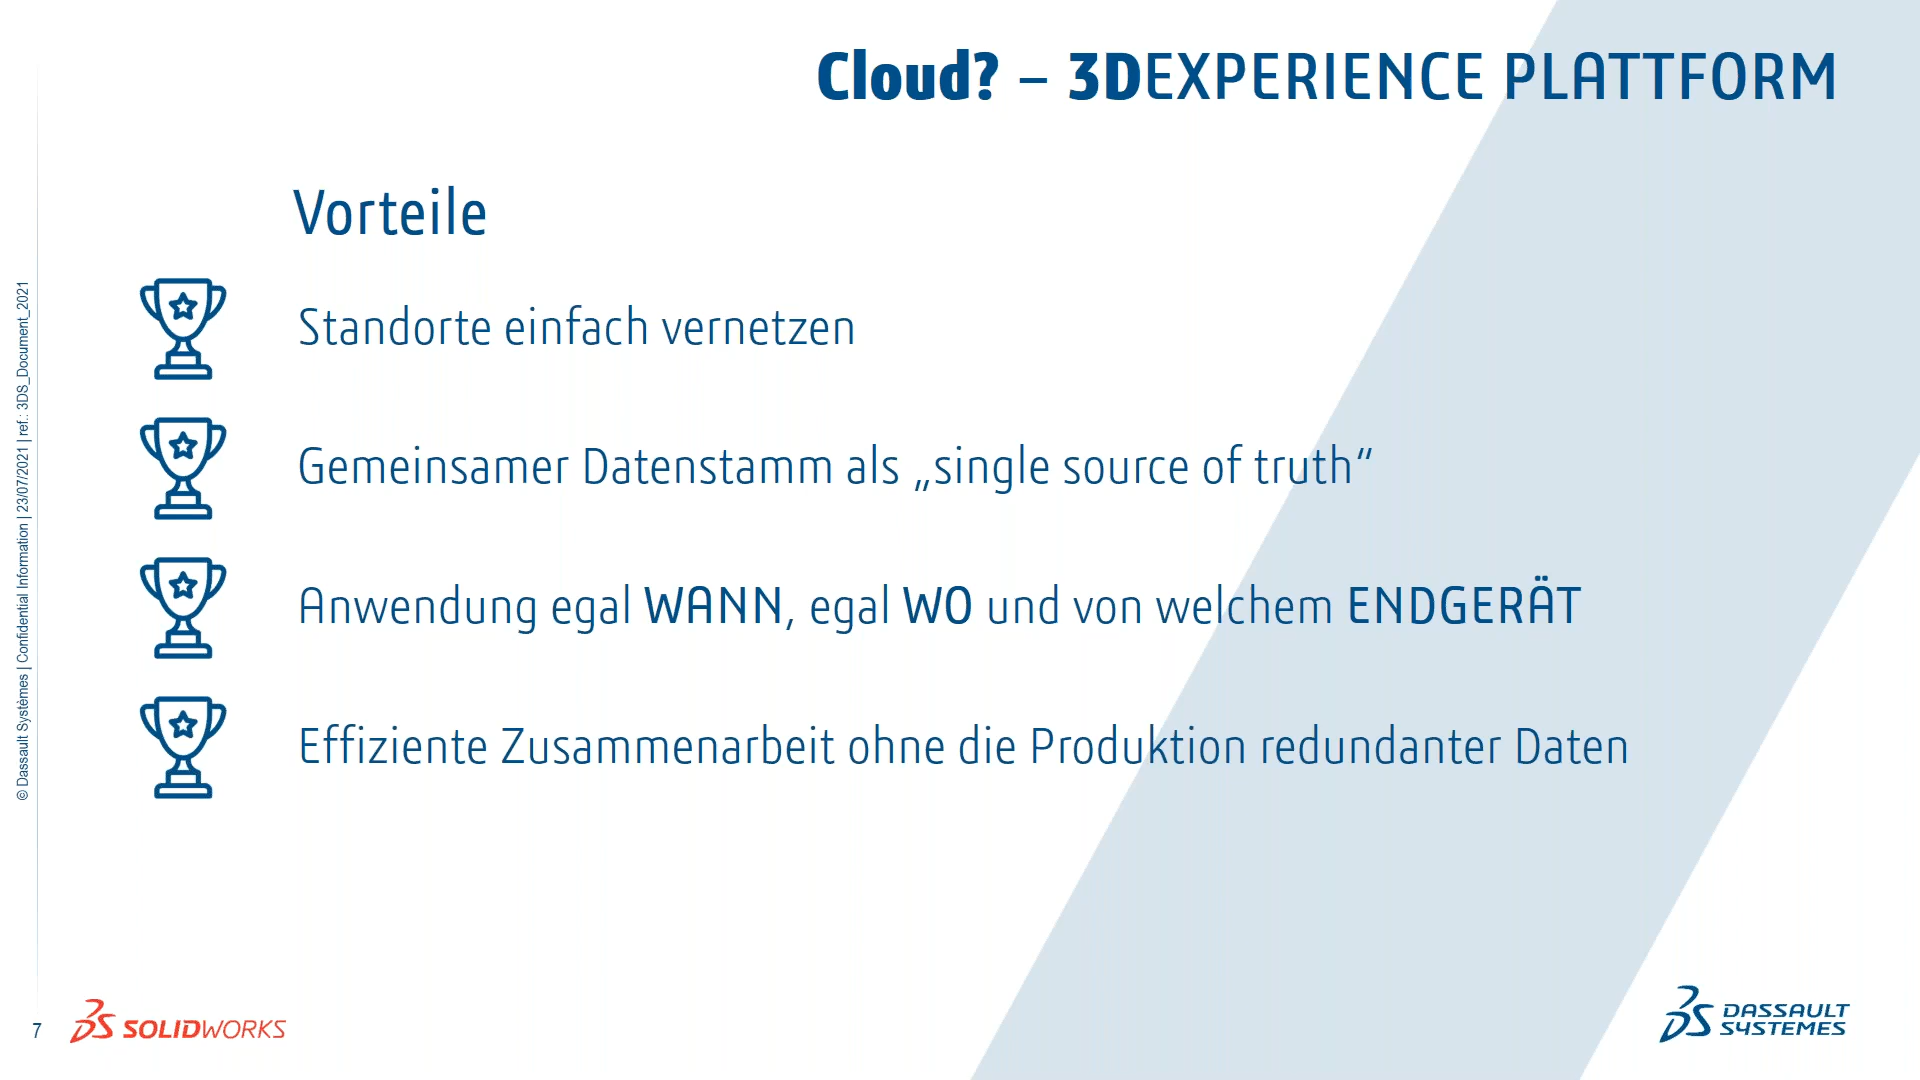 Cloud? – 3DEXPERIENCE PLATTFORM
Vorteile
Standorte einfach vernetzen
Gemeinsamer Datenstamm als „single source of truth“
Anwendung egal WANN, egal WO und von welchem ENDGERÄT
Effiziente Zusammenarbeit ohne die Produktion redundanter Daten
© Dassault Systèmes | Confidential Information | 23/07/2021 | ref.: 3DS_Document_2021
7
SOLIDWORKS
DASSAULT
SYSTEMES